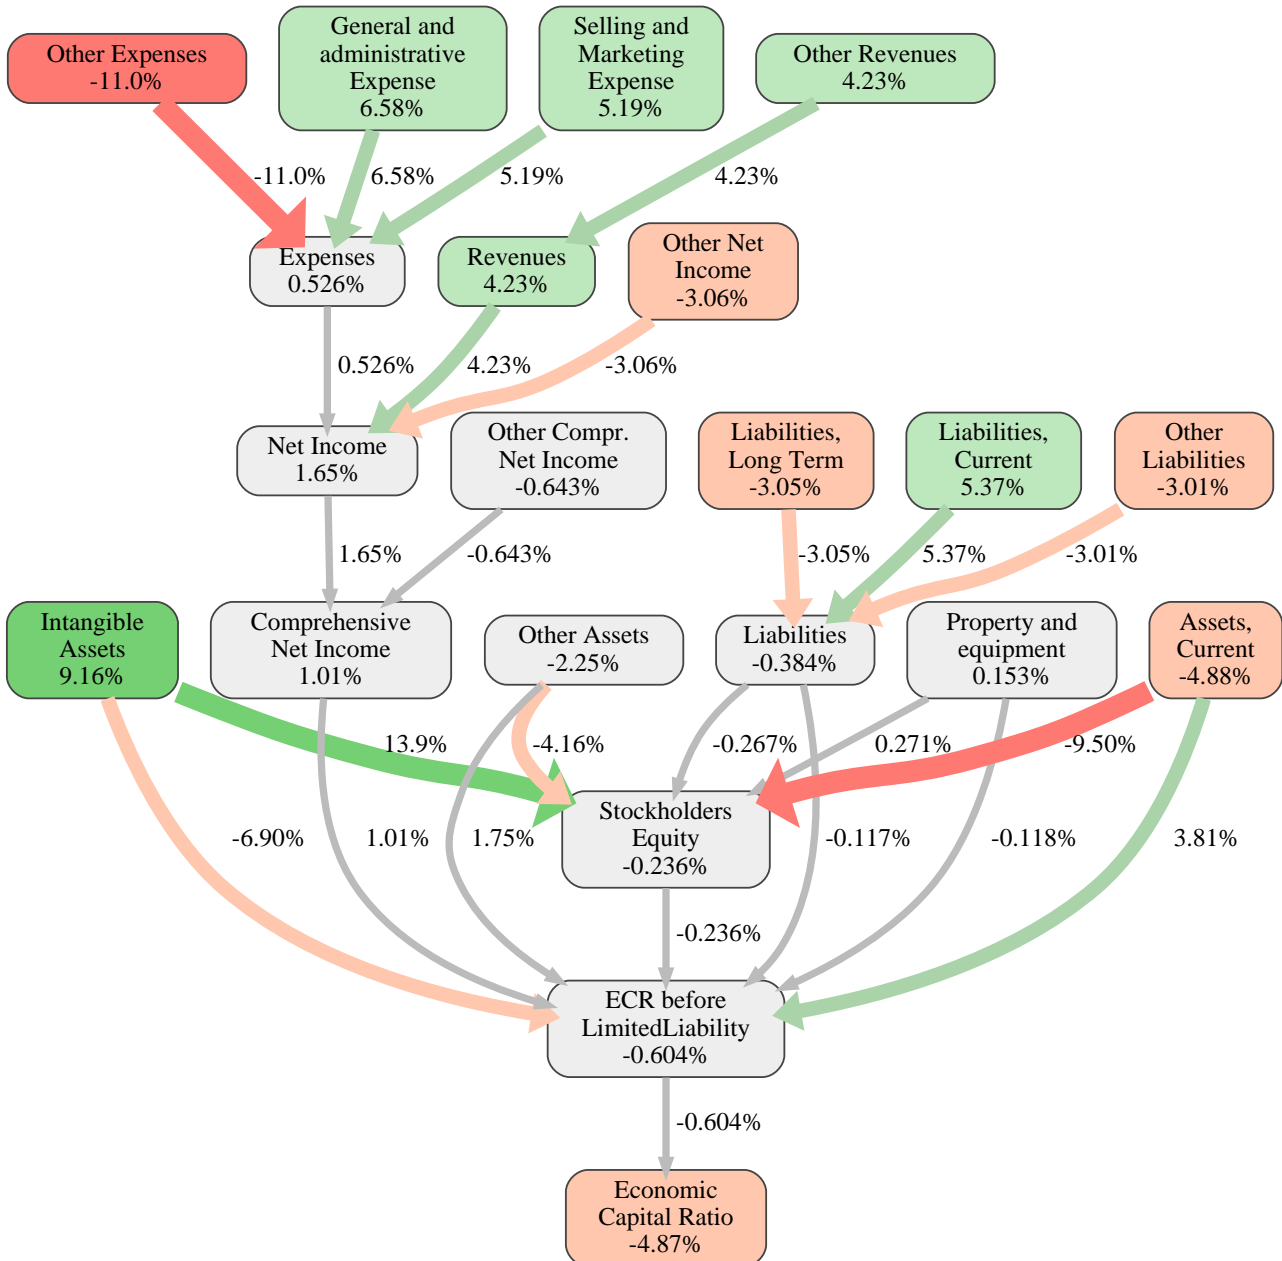 Other Expenses
-11.0%
General and
administrative
Expense
6.58%
Selling and
Marketing
Expense
5.19%
Other Revenues
4.23%
-11.0%
6.58%
5.19%
4.23%
Expenses
0.526%
Revenues
4.23%
Other Net
Income
-3.06%
0.526%
4.23%
-3.06%
Net Income
1.65%
Other Compr.
Net Income
-0.643%
Liabilities,
Long Term
-3.05%
Liabilities,
Current
5.37%
Other
Liabilities
-3.01%
1.65%
-0.643%
-3.05%
5.37%
-3.01%
Intangible
Assets
9.16%
Comprehensive
Net Income
1.01%
Other Assets
-2.25%
Liabilities
-0.384%
Property and
equipment
0.153%
Assets,
Current
-4.88%
13.9%
-4.16%
-0.267%
0.271%
-9.50%
Stockholders
Equity
-0.236%
-6.90%
1.01%
1.75%
-0.117%
-0.118%
3.81%
-0.236%
ECR before
LimitedLiability
-0.604%
-0.604%
Economic
Capital Ratio
-4.87%